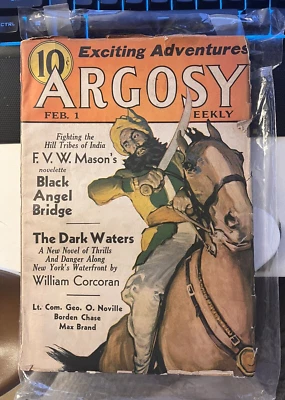 10¢ Exciting Adventures
ARGOSY
FEB. 1
EEKLY
Fighting the
Hill Tribes of India
F. V. W. Mason's
novelette
Black
Angel
Bridge
The Dark Waters
A New Novel of Thrills
And Danger Along
New York's Waterfront by
William Corcoran
Lt. Com. Geo. O. Noville
Borden Chase
Max Brand